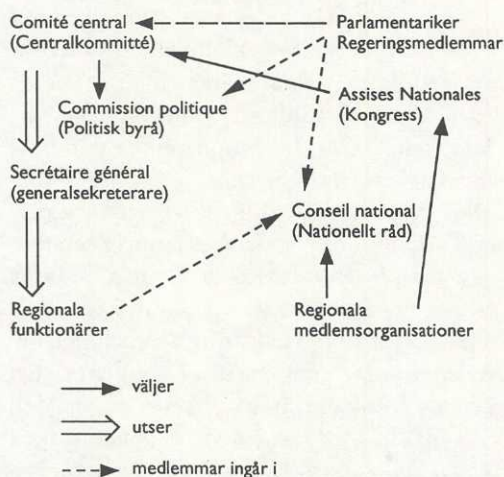 Comité central
(Centralkommitté)
Parlamentariker
Regeringsmedlemmar
Commission politique
(Politisk byrå)
Assises Nationales
(Kongress)
Secrétaire général
(generalsekreterare)
Conseil national
(Nationellt råd)
Regionala
funktionärer
Regionala
medlemsorganisationer
väljer
utser
medlemmar ingår i